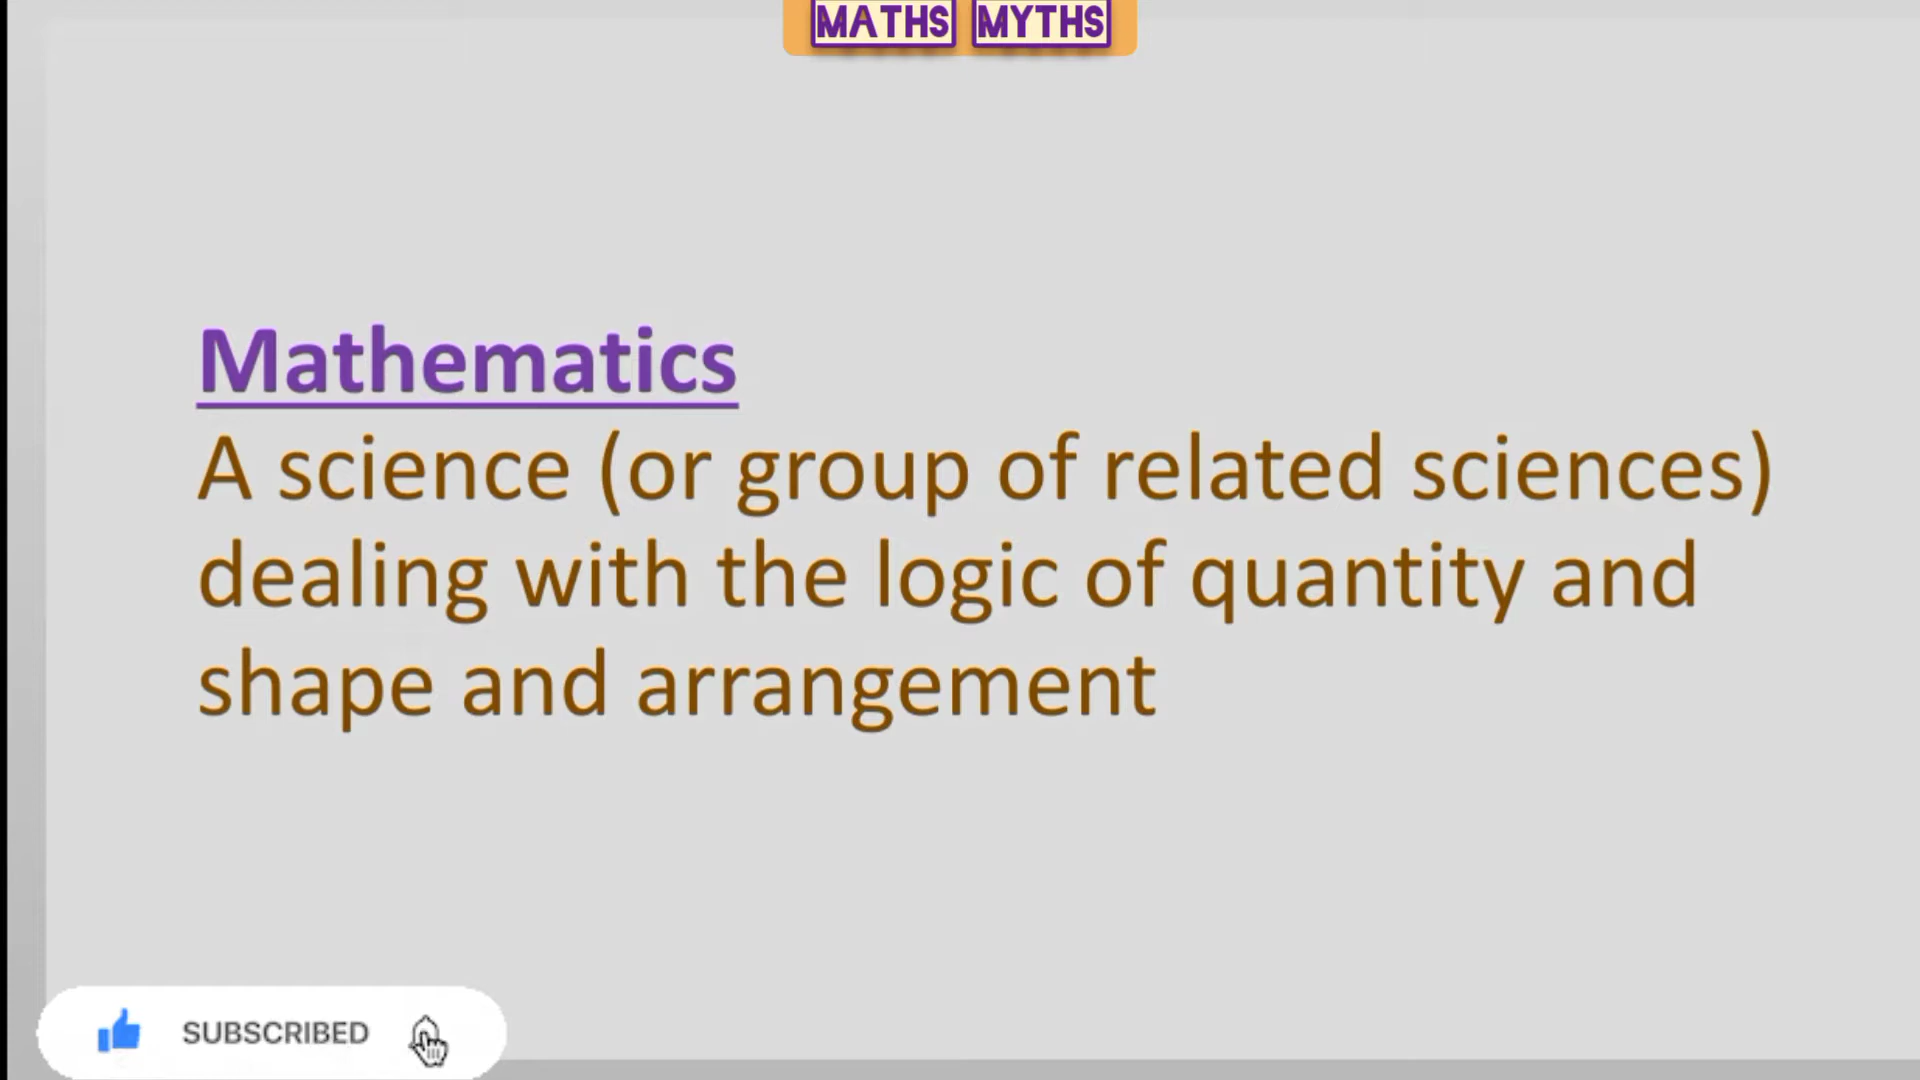 MATHS MYTHS
Mathematics
A science (or group of related sciences)
dealing with the logic of quantity and
shape and arrangement
SUBSCRIBED